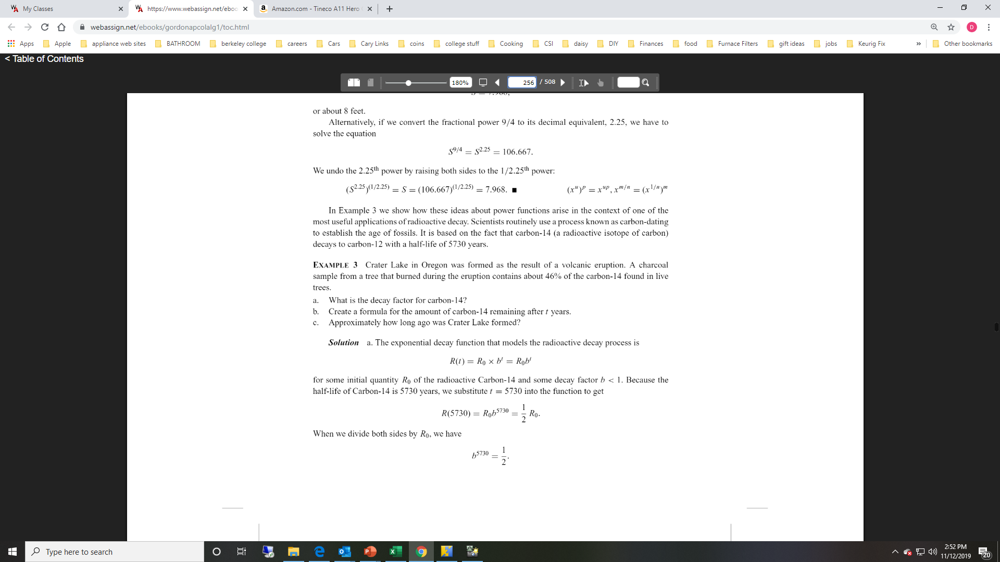 My Classes
https://www.webassign.net/eboo
Amazon.com - Tineco A11 Hero
webassign.net/ebooks/gordonapcolalg1/toc.html
D
Apps Apple appliance web sites BATHROOM berkeley college careers Cars Cary Links coins college stuff Cooking CSI daisy DIY Finances food Furnace Filters gift ideas jobs Keurig Fix » Other bookmarks
< Table of Contents
180% 256 / 508
or about 8 feet.
Alternatively, if we convert the fractional power 9/4 to its decimal equivalent, 2.25, we have to
solve the equation
S^9/4 = S^2.25 = 106.667.
We undo the 2.25th power by raising both sides to the 1/2.25th power:
(S^2.25)^(1/2.25) = S = (106.667)^(1/2.25) = 7.968. ■ (x^u)^p = x^up, x^m/n = (x^1/n)^m
In Example 3 we show how these ideas about power functions arise in the context of one of the
most useful applications of radioactive decay. Scientists routinely use a process known as carbon-dating
to establish the age of fossils. It is based on the fact that carbon-14 (a radioactive isotope of carbon)
decays to carbon-12 with a half-life of 5730 years.
EXAMPLE 3 Crater Lake in Oregon was formed as the result of a volcanic eruption. A charcoal
sample from a tree that burned during the eruption contains about 46% of the carbon-14 found in live
trees.
a. What is the decay factor for carbon-14?
b. Create a formula for the amount of carbon-14 remaining after t years.
c. Approximately how long ago was Crater Lake formed?
Solution a. The exponential decay function that models the radioactive decay process is
R(t) = R₀ × b^t = R₀b^t
for some initial quantity R₀ of the radioactive Carbon-14 and some decay factor b < 1. Because the
half-life of Carbon-14 is 5730 years, we substitute t = 5730 into the function to get
R(5730) = R₀b^5730 = 1/2 R₀.
When we divide both sides by R₀, we have
b^5730 = 1/2.
Type here to search
2:52 PM
11/12/2019
20